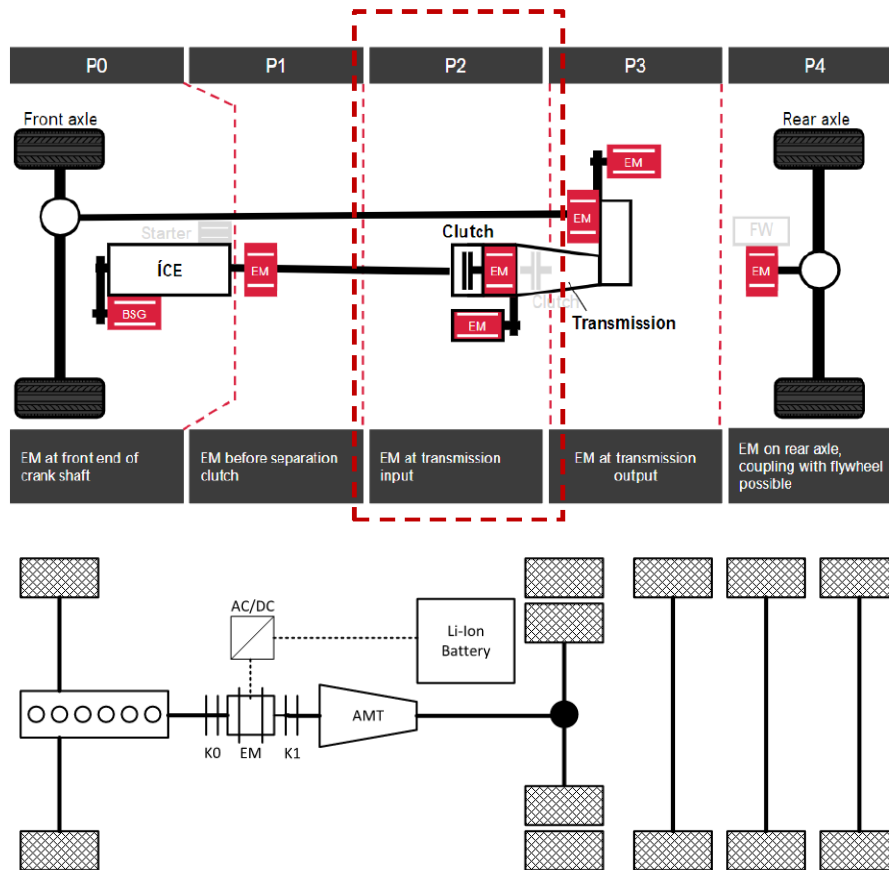 P0
P1
P2
P3
P4
Front axle
Rear axle
EM
Starter
Clutch
EM
FW
ÍCE
EM
EM
Clutch
EM
BSG
EM
Transmission
EM at front end of
crank shaft
EM before separation
clutch
EM at transmission
input
EM at transmission
output
EM on rear axle,
coupling with flywheel
possible
AC/DC
Li-Ion
Battery
AMT
K0
EM
K1